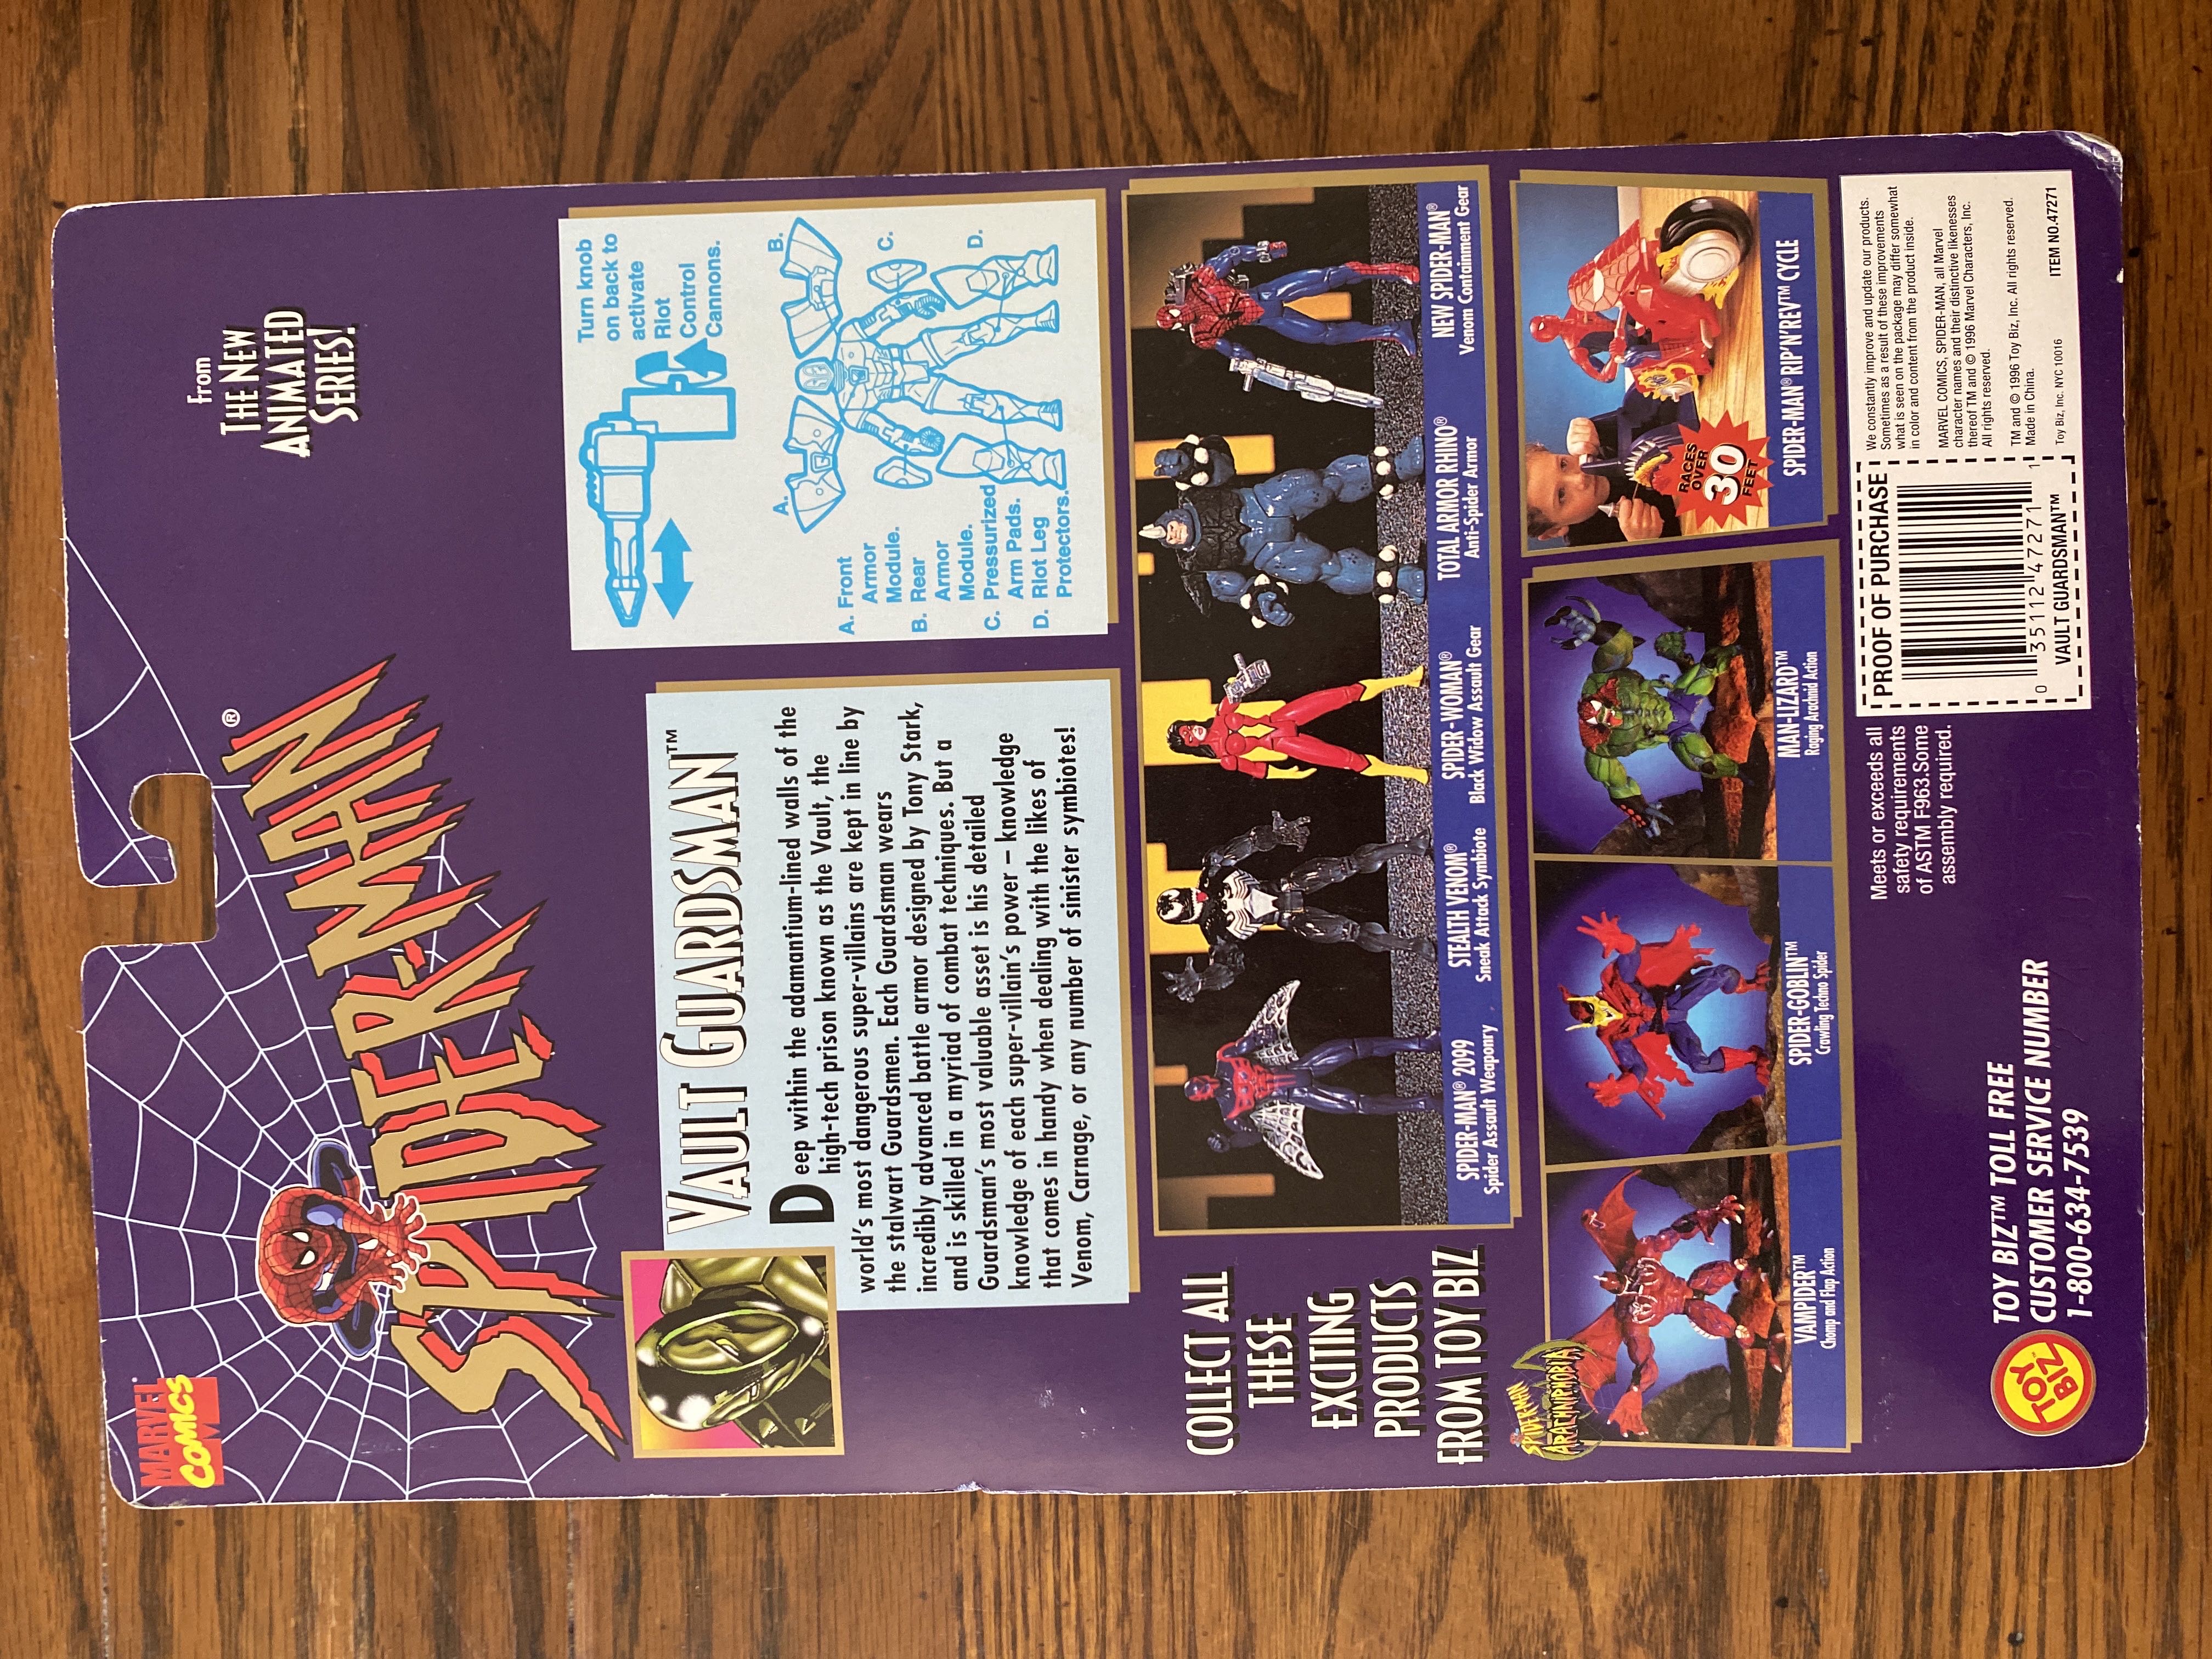 MARVEL
COMICS
SPIDER-MAN®
From
THE NEW
ANIMATED
SERIES!
VAULT GUARDSMAN™
Deep within the adamantium-lined walls of the
high-tech prison known as the Vault, the
world's most dangerous super-villains are kept in line by
the stalwart Guardsmen. Each Guardsman wears
incredibly advanced battle armor designed by Tony Stark,
and is skilled in a myriad of combat techniques. But a
Guardsman's most valuable asset is his detailed
knowledge of each super-villain's power – knowledge
that comes in handy when dealing with the likes of
Venom, Carnage, or any number of sinister symbiotes!
Turn knob
on back to
activate
Riot
Control
Cannons.
A. Front
Armor
Module.
B. Rear
Armor
Module.
C. Pressurized
Arm Pads.
D. Riot Leg
Protectors.
A.
B.
C.
D.
COLLECT ALL
THESE
EXCITING
PRODUCTS
FROM TOY BIZ
SPIDER-MAN® 2099
Spider Assault Weaponry
STEALTH VENOM®
Sneak Attack Symbiote
SPIDER-WOMAN®
Black Widow Assault Gear
TOTAL ARMOR RHINO®
Anti-Spider Armor
NEW SPIDER-MAN®
Venom Containment Gear
SPIDER-MAN
ARACHNIPHOBIA
VAMPIDER™
Chomp and Flap Action
SPIDER-GOBLIN™
Crawling Techno Spider
MAN-LIZARD™
Raging Arachnid Action
RACES
OVER
30
FEET
SPIDER-MAN® RIP'N'REV™ CYCLE
TOY BIZ
TOY BIZ™ TOLL FREE
CUSTOMER SERVICE NUMBER
1-800-634-7539
Meets or exceeds all
safety requirements
of ASTM F963.Some
assembly required.
PROOF OF PURCHASE
0 35112 47271 1
VAULT GUARDSMAN™
We constantly improve and update our products.
Sometimes as a result of these improvements
what is seen on the package may differ somewhat
in color and content from the product inside.
MARVEL COMICS, SPIDER-MAN, all Marvel
character names and their distinctive likenesses
thereof TM and © 1996 Marvel Characters, Inc.
All rights reserved.
TM and © 1996 Toy Biz, Inc. All rights reserved.
Made in China.
Toy Biz, Inc. NYC 10016 ITEM NO.47271